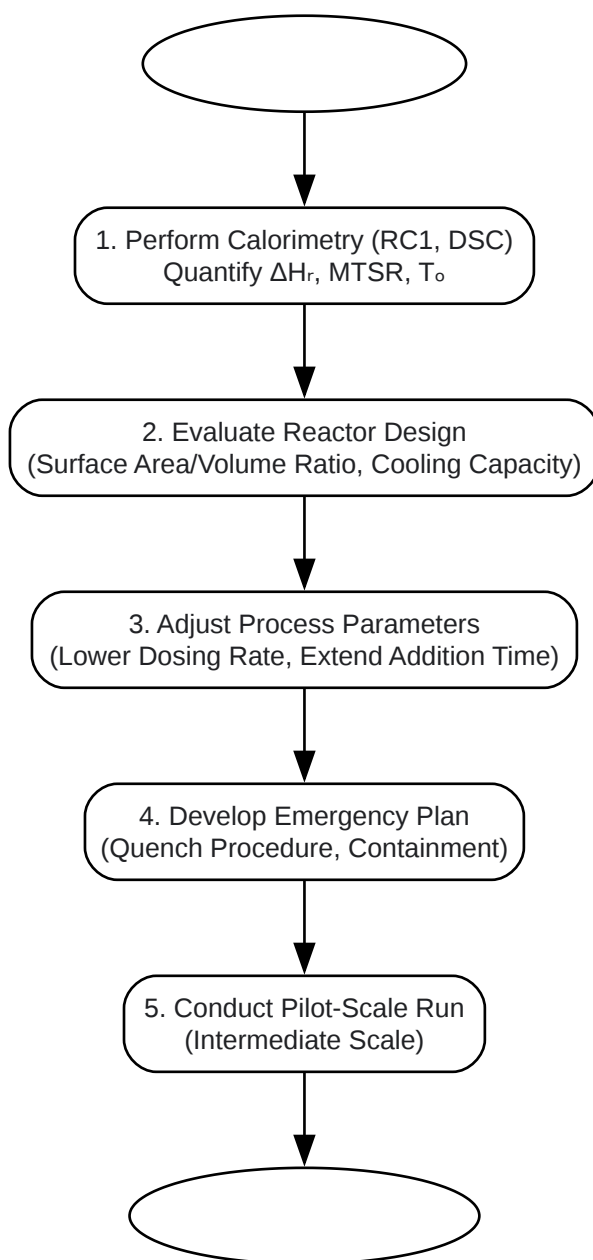 1. Perform Calorimetry (RC1, DSC)
Quantify ΔHᵣ, MTSR, Tₒ
2. Evaluate Reactor Design
(Surface Area/Volume Ratio, Cooling Capacity)
3. Adjust Process Parameters
(Lower Dosing Rate, Extend Addition Time)
4. Develop Emergency Plan
(Quench Procedure, Containment)
5. Conduct Pilot-Scale Run
(Intermediate Scale)